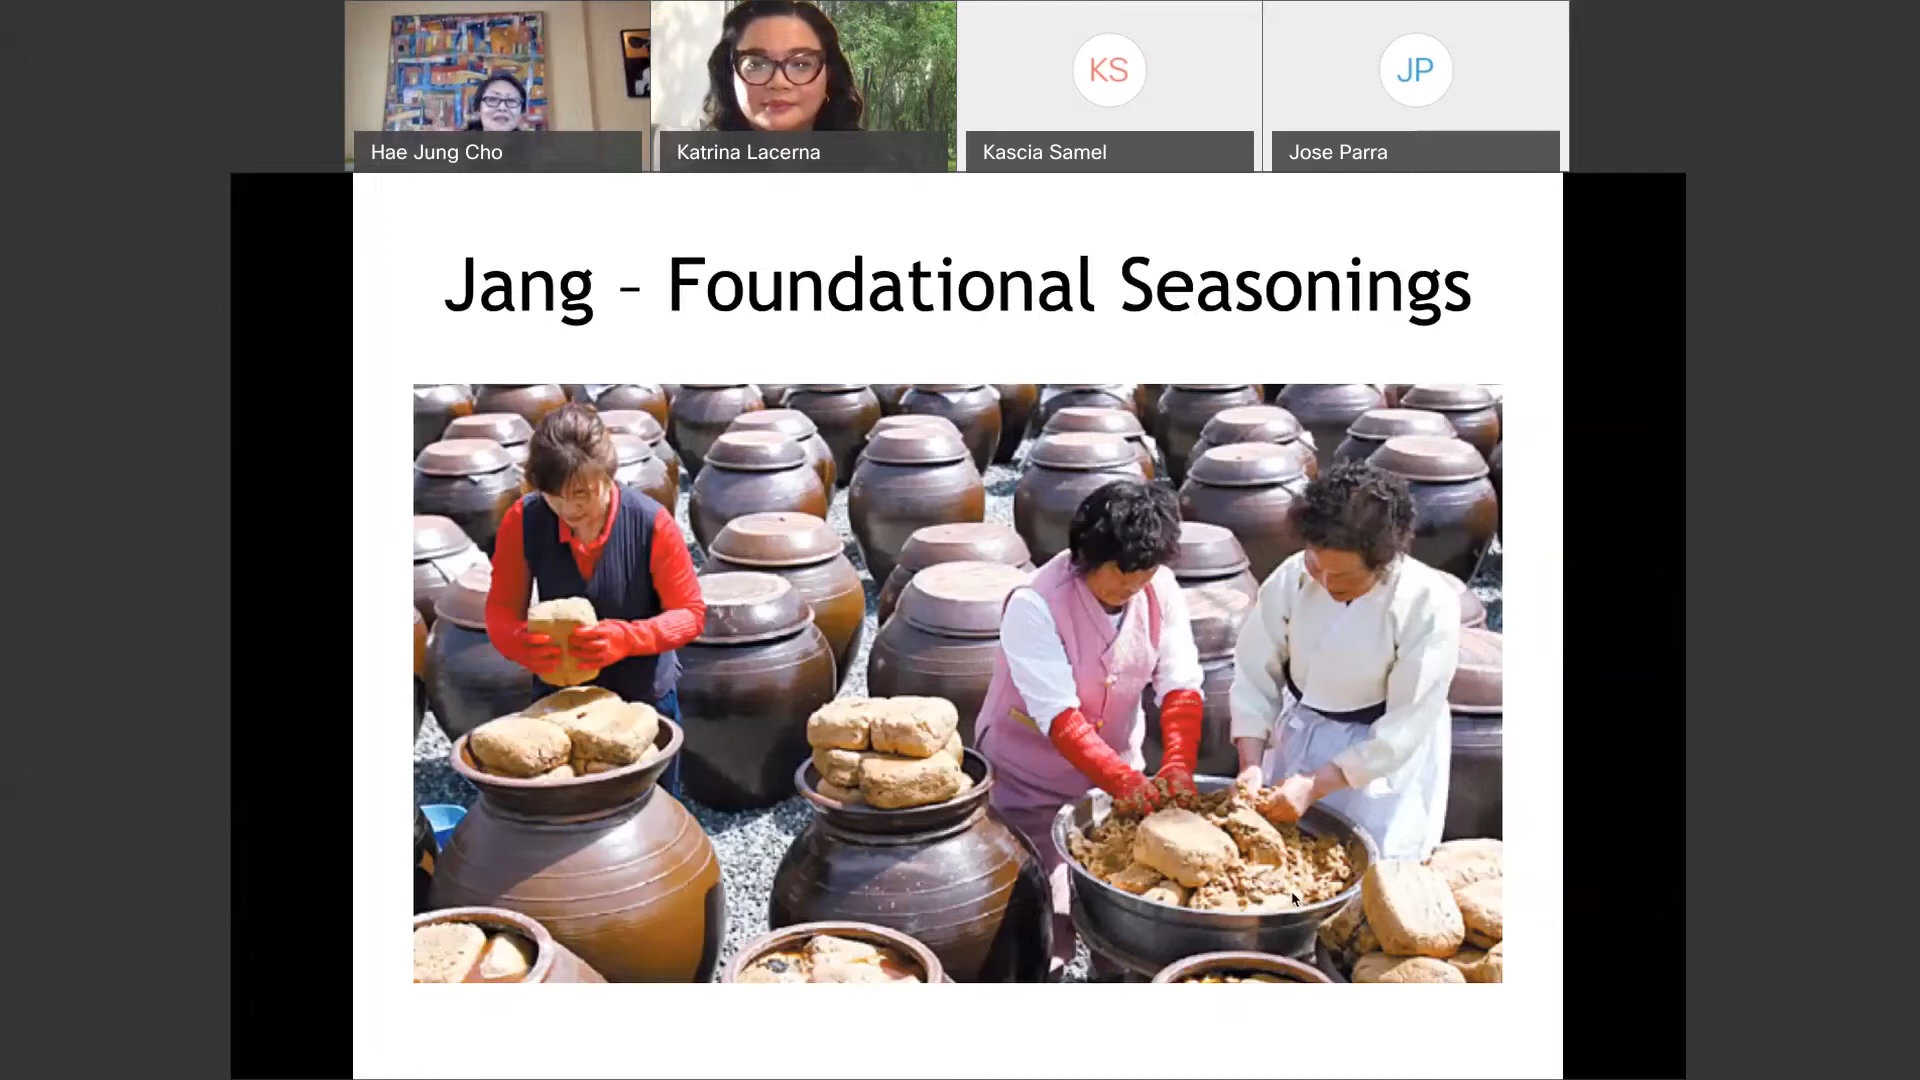 KS
JP
Hae Jung Cho
Katrina Lacerna
Kascia Samel
Jose Parra
Jang – Foundational Seasonings